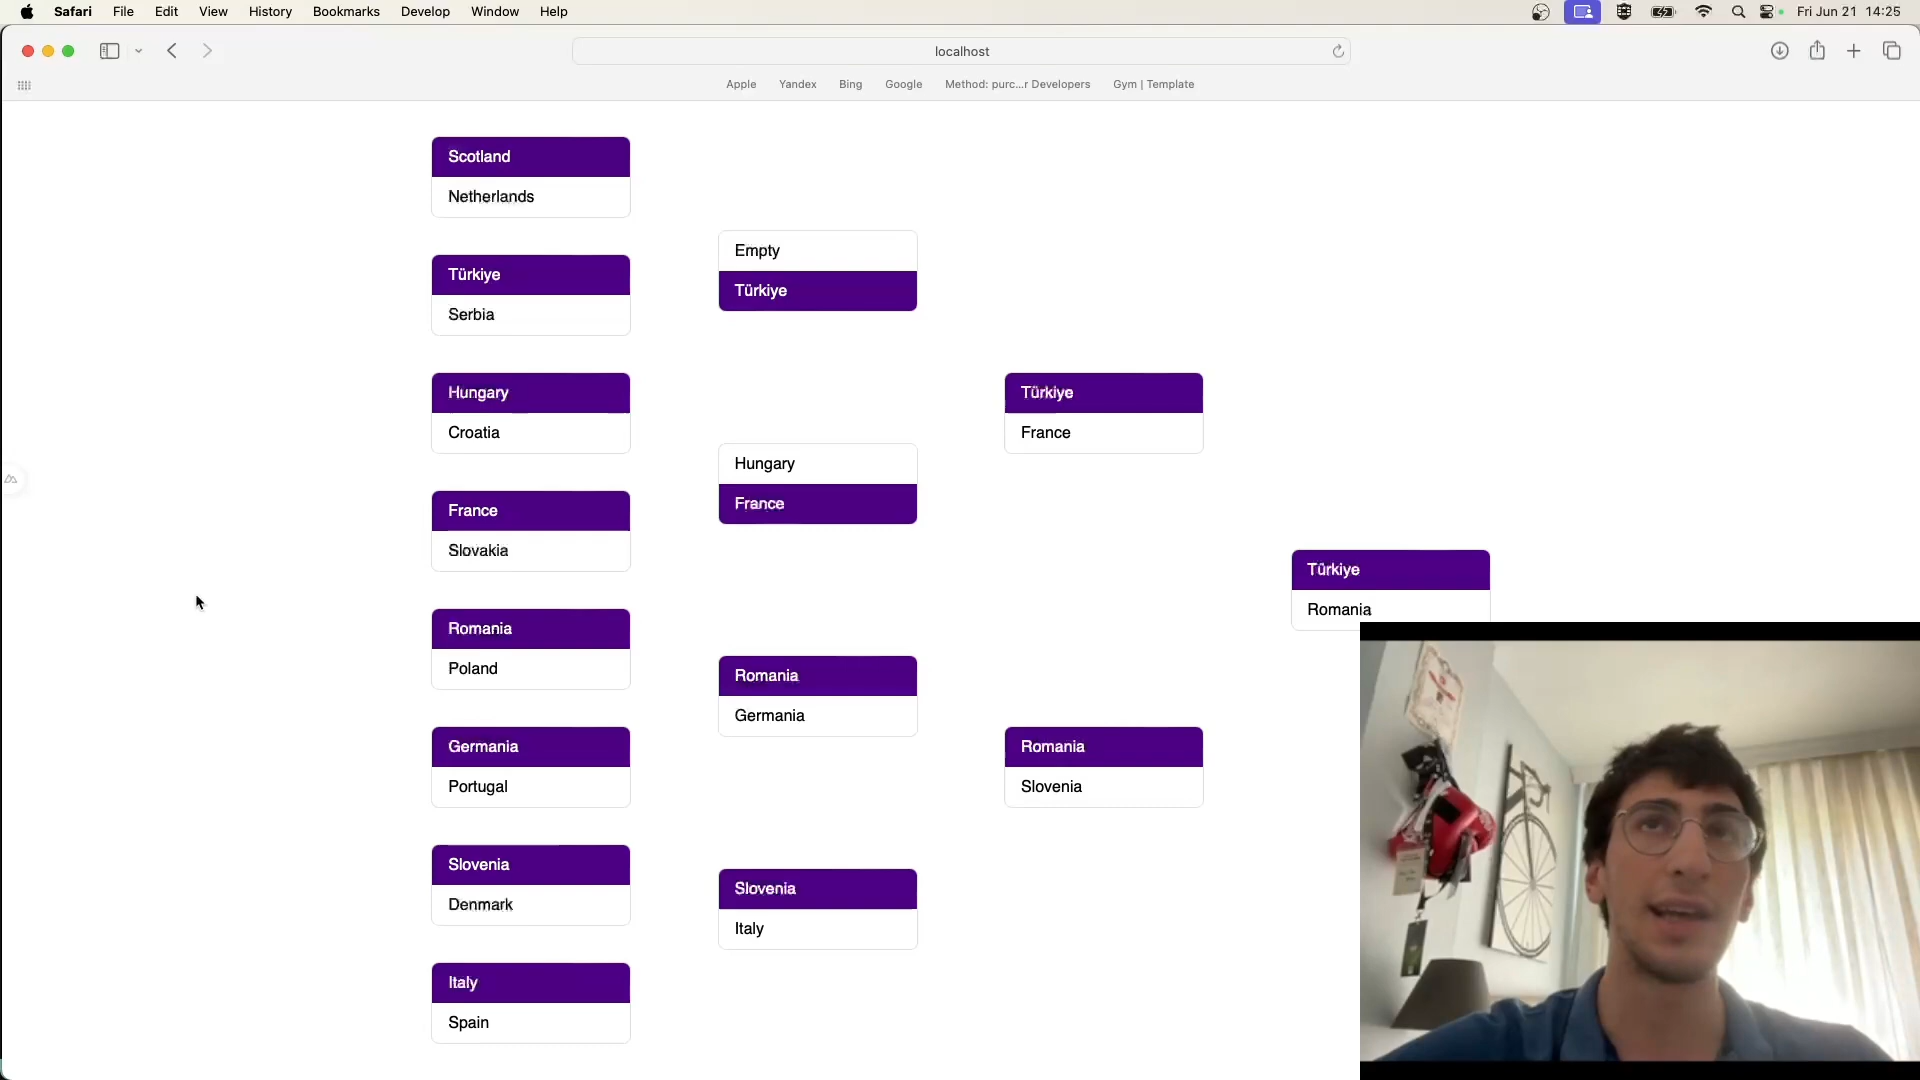 Safari File Edit View History Bookmarks Develop Window Help Fri Jun 21 14:25
localhost
Apple Yandex Bing Google Method: purc...r Developers Gym | Template
Scotland
Netherlands
Türkiye
Serbia
Hungary
Croatia
France
Slovakia
Romania
Poland
Germania
Portugal
Slovenia
Denmark
Italy
Spain
Empty
Türkiye
Hungary
France
Romania
Germania
Slovenia
Italy
Türkiye
France
Romania
Slovenia
Türkiye
Romania